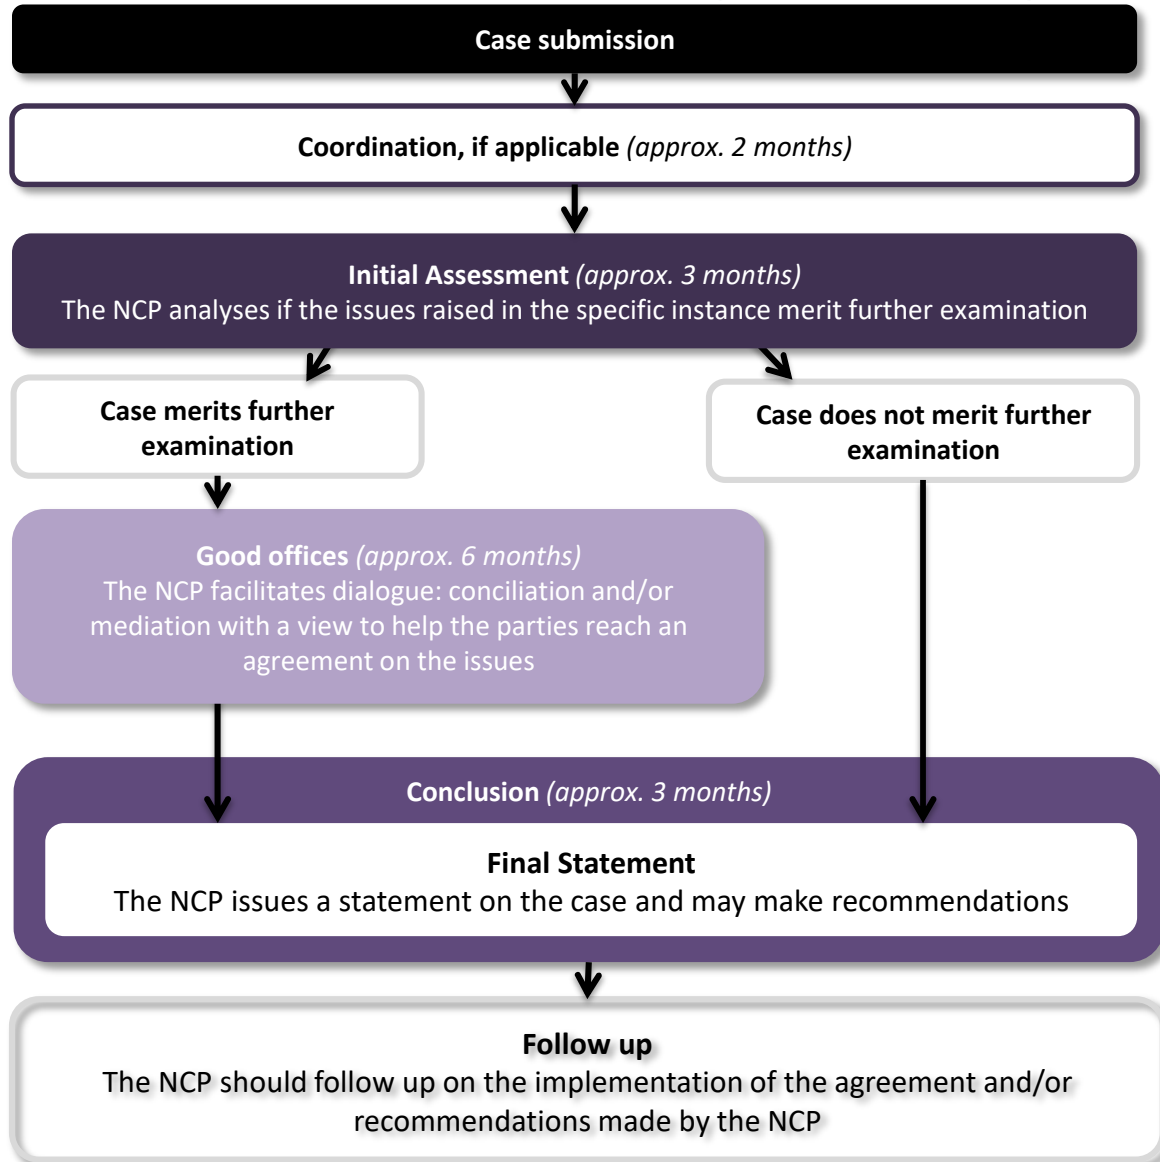 Case submission
Coordination, if applicable (approx. 2 months)
Initial Assessment (approx. 3 months)
The NCP analyses if the issues raised in the specific instance merit further examination
Case merits further
examination
Case does not merit further
examination
Good offices (approx. 6 months)
The NCP facilitates dialogue: conciliation and/or
mediation with a view to help the parties reach an
agreement on the issues
Conclusion (approx. 3 months)
Final Statement
The NCP issues a statement on the case and may make recommendations
Follow up
The NCP should follow up on the implementation of the agreement and/or
recommendations made by the NCP